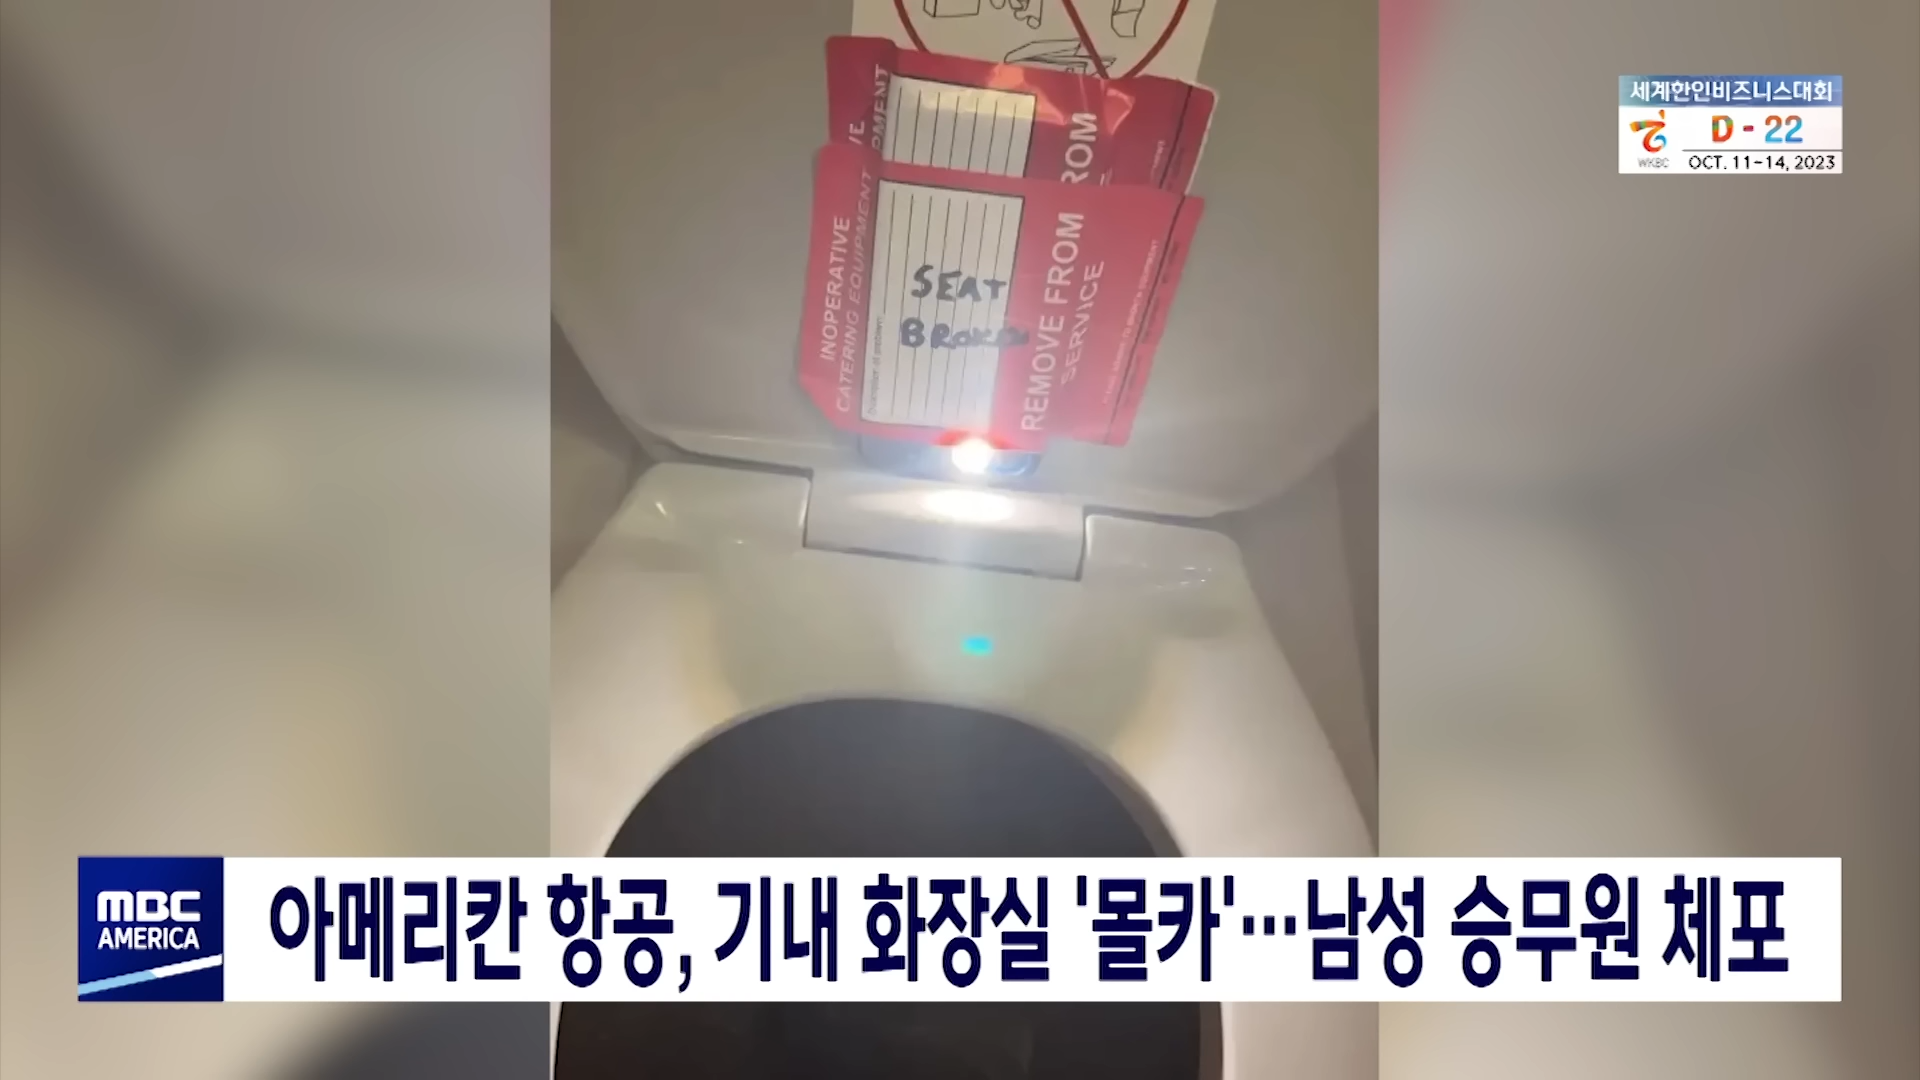 세계한인비즈니스대회
D - 22
WKBC
OCT. 11-14, 2023
INOPERATIVE
CATERING EQUIPMENT
SEAT
BROKEN
REMOVE FROM
SERVICE
MBC
AMERICA
아메리칸 항공, 기내 화장실 '몰카'…남성 승무원 체포